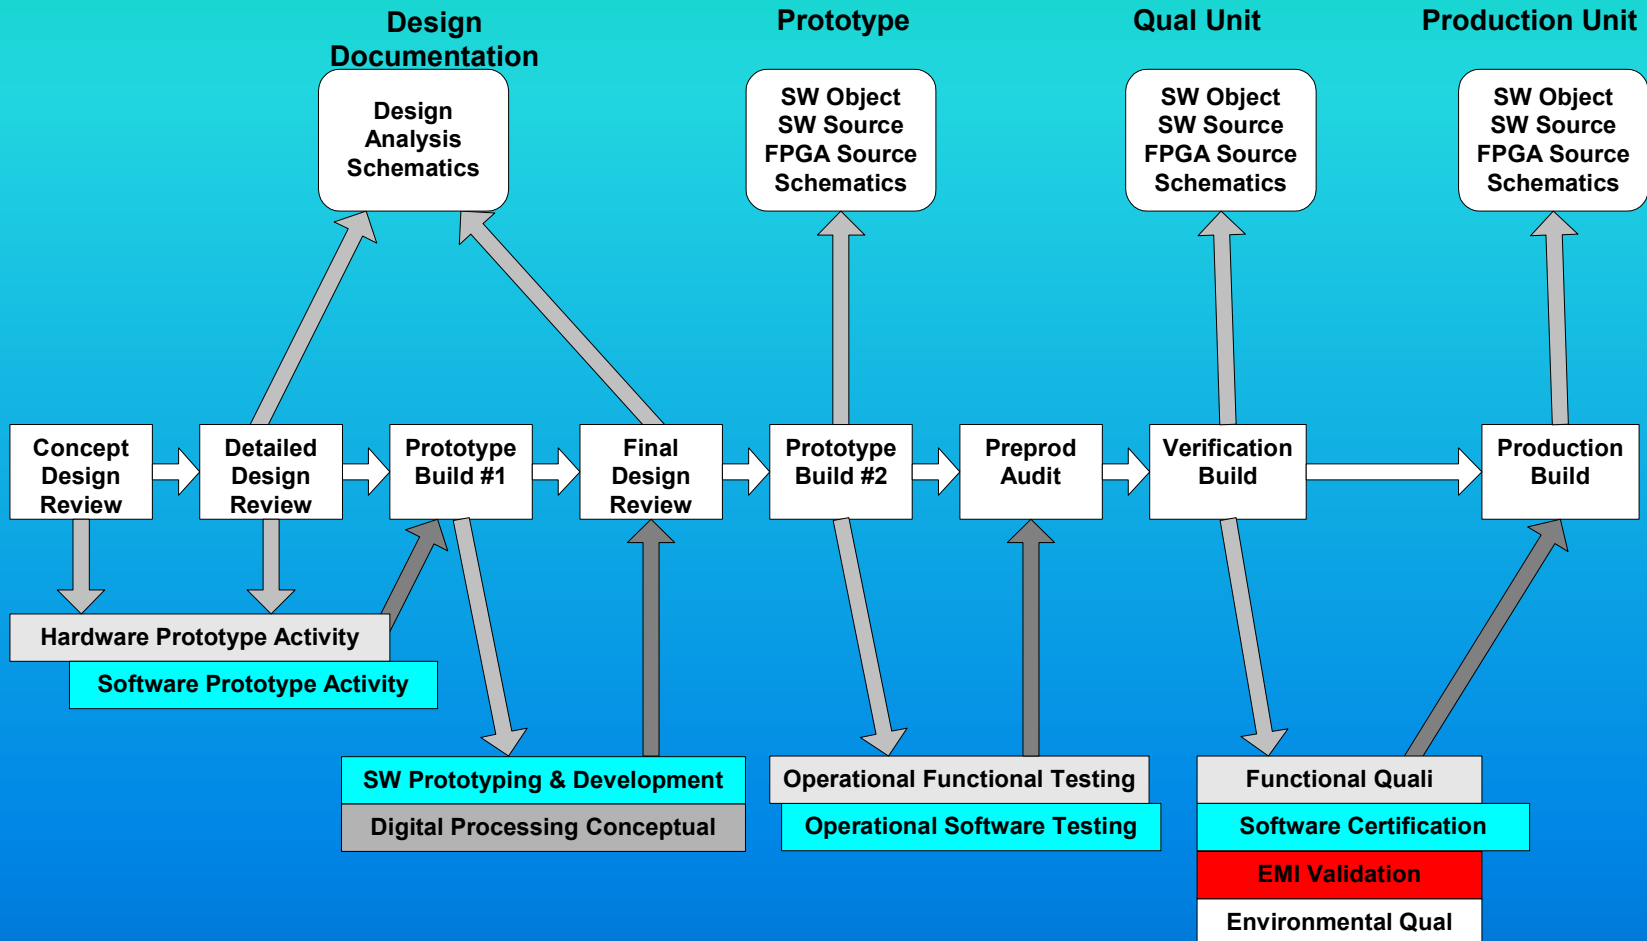 Design
Documentation
Prototype
Qual Unit
Production Unit
Design
Analysis
Schematics
SW Object
SW Source
FPGA Source
Schematics
SW Object
SW Source
FPGA Source
Schematics
SW Object
SW Source
FPGA Source
Schematics
Concept
Design
Review
Detailed
Design
Review
Prototype
Build #1
Final
Design
Review
Prototype
Build #2
Preprod
Audit
Verification
Build
Production
Build
Hardware Prototype Activity
Software Prototype Activity
SW Prototyping & Development
Digital Processing Conceptual
Operational Functional Testing
Operational Software Testing
Functional Quali
Software Certification
EMI Validation
Environmental Qual